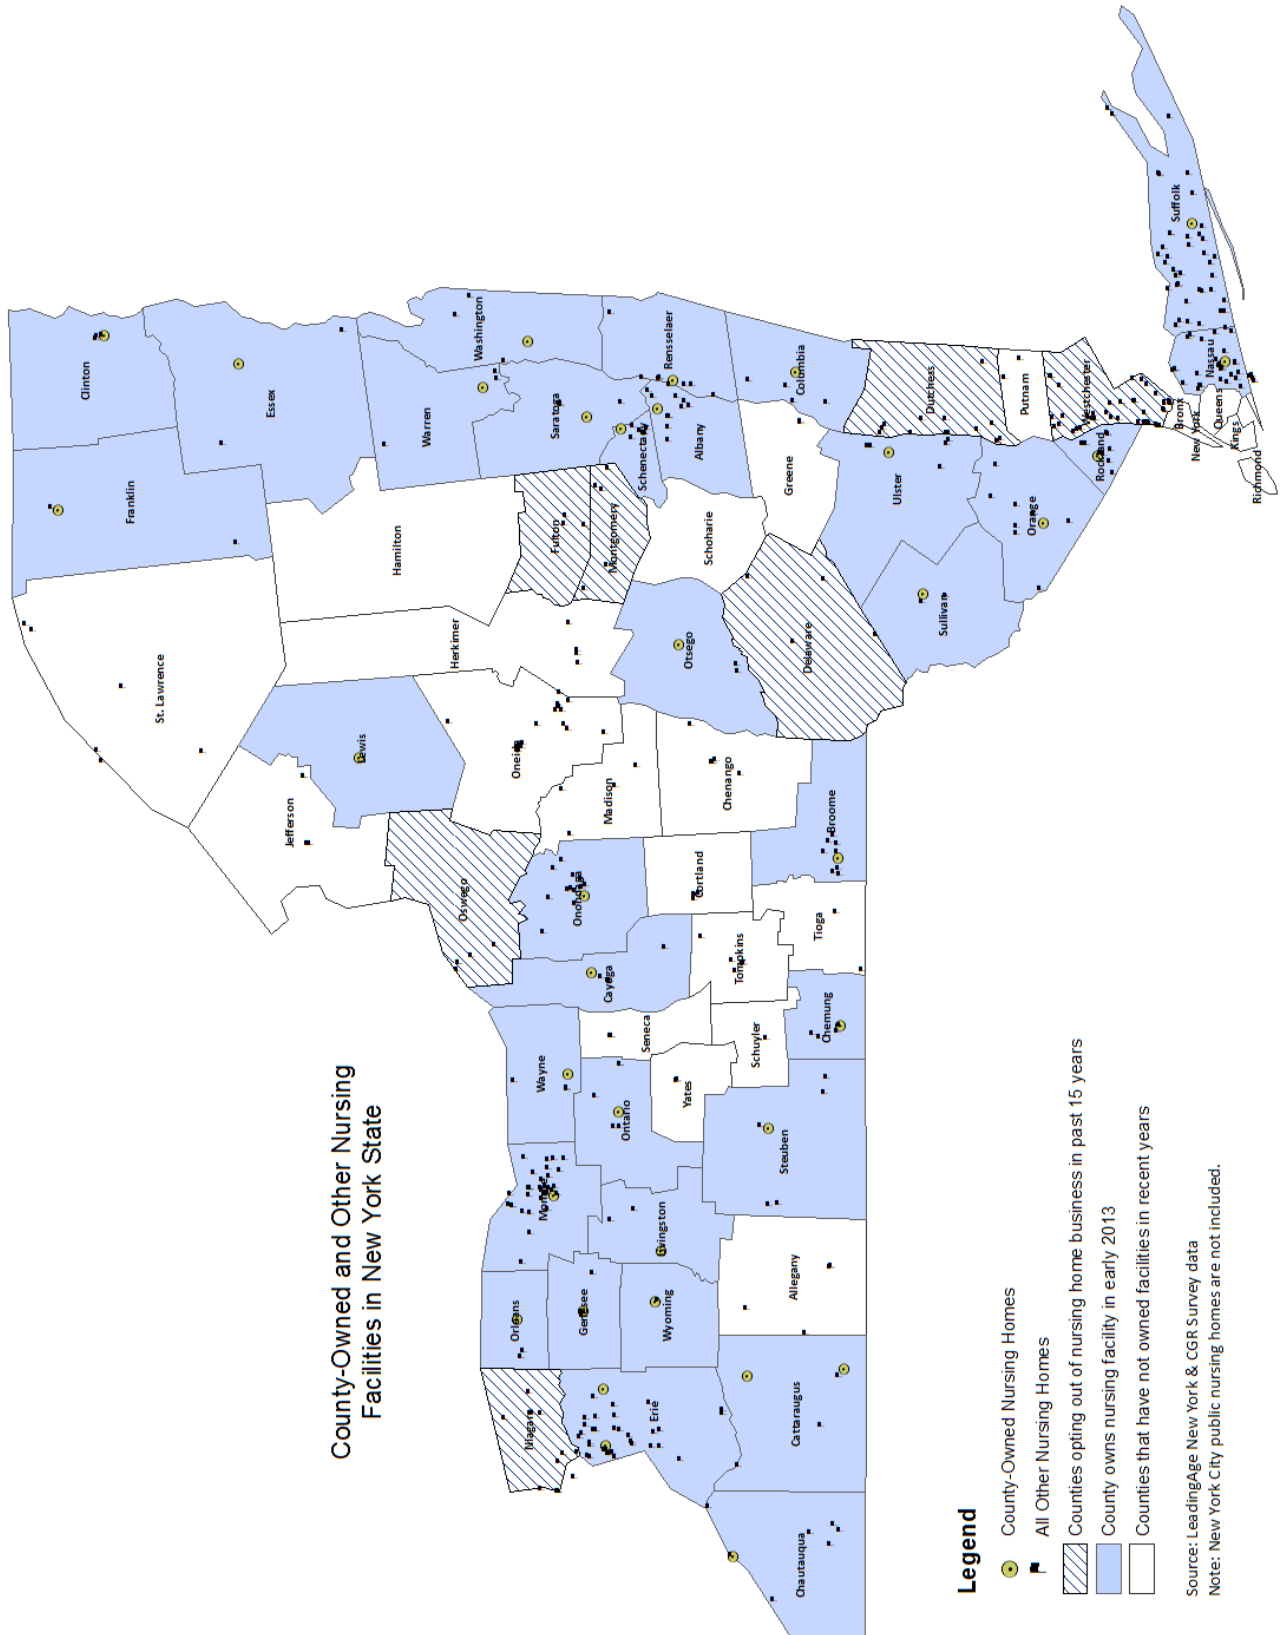 County-Owned and Other Nursing
Facilities in New York State
Clinton
Franklin
Essex
St. Lawrence
Jefferson
Lewis
Hamilton
Herkimer
Warren
Washington
Oswego
Oneida
Fulton
Saratoga
Niagara
Orleans
Monroe
Wayne
Cayuga
Onondaga
Madison
Montgomery
Schenectady
Rensselaer
Genesee
Ontario
Seneca
Otsego
Schoharie
Albany
Erie
Wyoming
Livingston
Yates
Cortland
Chenango
Tompkins
Schuyler
Chautauqua
Cattaraugus
Allegany
Steuben
Chemung
Tioga
Broome
Delaware
Greene
Columbia
Ulster
Dutchess
Sullivan
Orange
Putnam
Rockland
Westchester
Bronx
New York
Queens
Kings
Richmond
Nassau
Suffolk
Legend
County-Owned Nursing Homes
All Other Nursing Homes
Counties opting out of nursing home business in past 15 years
County owns nursing facility in early 2013
Counties that have not owned facilities in recent years
Source: LeadingAge New York & CGR Survey data
Note: New York City public nursing homes are not included.